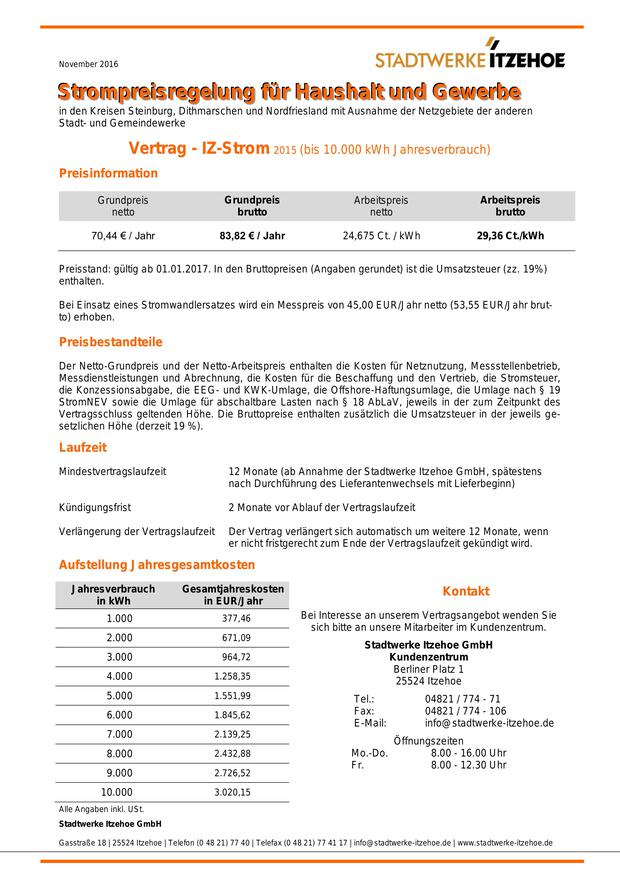 November 2016
STADTWERKE ITZEHOE
Strompreisregelung für Haushalt und Gewerbe
in den Kreisen Steinburg, Dithmarschen und Nordfriesland mit Ausnahme der Netzgebiete der anderen
Stadt- und Gemeindewerke
Vertrag - IZ-Strom 2015 (bis 10.000 kWh Jahresverbrauch)
Preisinformation
Grundpreis netto Grundpreis brutto Arbeitspreis netto Arbeitspreis brutto
70,44 € / Jahr 83,82 € / Jahr 24,675 Ct. / kWh 29,36 Ct./kWh
Preisstand: gültig ab 01.01.2017. In den Bruttopreisen (Angaben gerundet) ist die Umsatzsteuer (zz. 19%)
enthalten.
Bei Einsatz eines Stromwandlersatzes wird ein Messpreis von 45,00 EUR/Jahr netto (53,55 EUR/Jahr brut-
to) erhoben.
Preisbestandteile
Der Netto-Grundpreis und der Netto-Arbeitspreis enthalten die Kosten für Netznutzung, Messstellenbetrieb,
Messdienstleistungen und Abrechnung, die Kosten für die Beschaffung und den Vertrieb, die Stromsteuer,
die Konzessionsabgabe, die EEG- und KWK-Umlage, die Offshore-Haftungsumlage, die Umlage nach § 19
StromNEV sowie die Umlage für abschaltbare Lasten nach § 18 AbLaV, jeweils in der zum Zeitpunkt des
Vertragsschluss geltenden Höhe. Die Bruttopreise enthalten zusätzlich die Umsatzsteuer in der jeweils ge-
setzlichen Höhe (derzeit 19 %).
Laufzeit
Mindestvertragslaufzeit 12 Monate (ab Annahme der Stadtwerke Itzehoe GmbH, spätestens
nach Durchführung des Lieferantenwechsels mit Lieferbeginn)
Kündigungsfrist 2 Monate vor Ablauf der Vertragslaufzeit
Verlängerung der Vertragslaufzeit Der Vertrag verlängert sich automatisch um weitere 12 Monate, wenn
er nicht fristgerecht zum Ende der Vertragslaufzeit gekündigt wird.
Aufstellung Jahresgesamtkosten
Jahresverbrauch Gesamtjahreskosten
in kWh in EUR/Jahr
1.000 377,46
2.000 671,09
3.000 964,72
4.000 1.258,35
5.000 1.551,99
6.000 1.845,62
7.000 2.139,25
8.000 2.432,88
9.000 2.726,52
10.000 3.020,15
Alle Angaben inkl. USt.
Kontakt
Bei Interesse an unserem Vertragsangebot wenden Sie
sich bitte an unsere Mitarbeiter im Kundenzentrum.
Stadtwerke Itzehoe GmbH
Kundenzentrum
Berliner Platz 1
25524 Itzehoe
Tel.: 04821 / 774 - 71
Fax: 04821 / 774 - 106
E-Mail: info@stadtwerke-itzehoe.de
Öffnungszeiten
Mo.-Do. 8.00 - 16.00 Uhr
Fr. 8.00 - 12.30 Uhr
Stadtwerke Itzehoe GmbH
Gasstraße 18 | 25524 Itzehoe | Telefon (0 48 21) 77 40 | Telefax (0 48 21) 77 41 17 | info@stadtwerke-itzehoe.de | www.stadtwerke-itzehoe.de